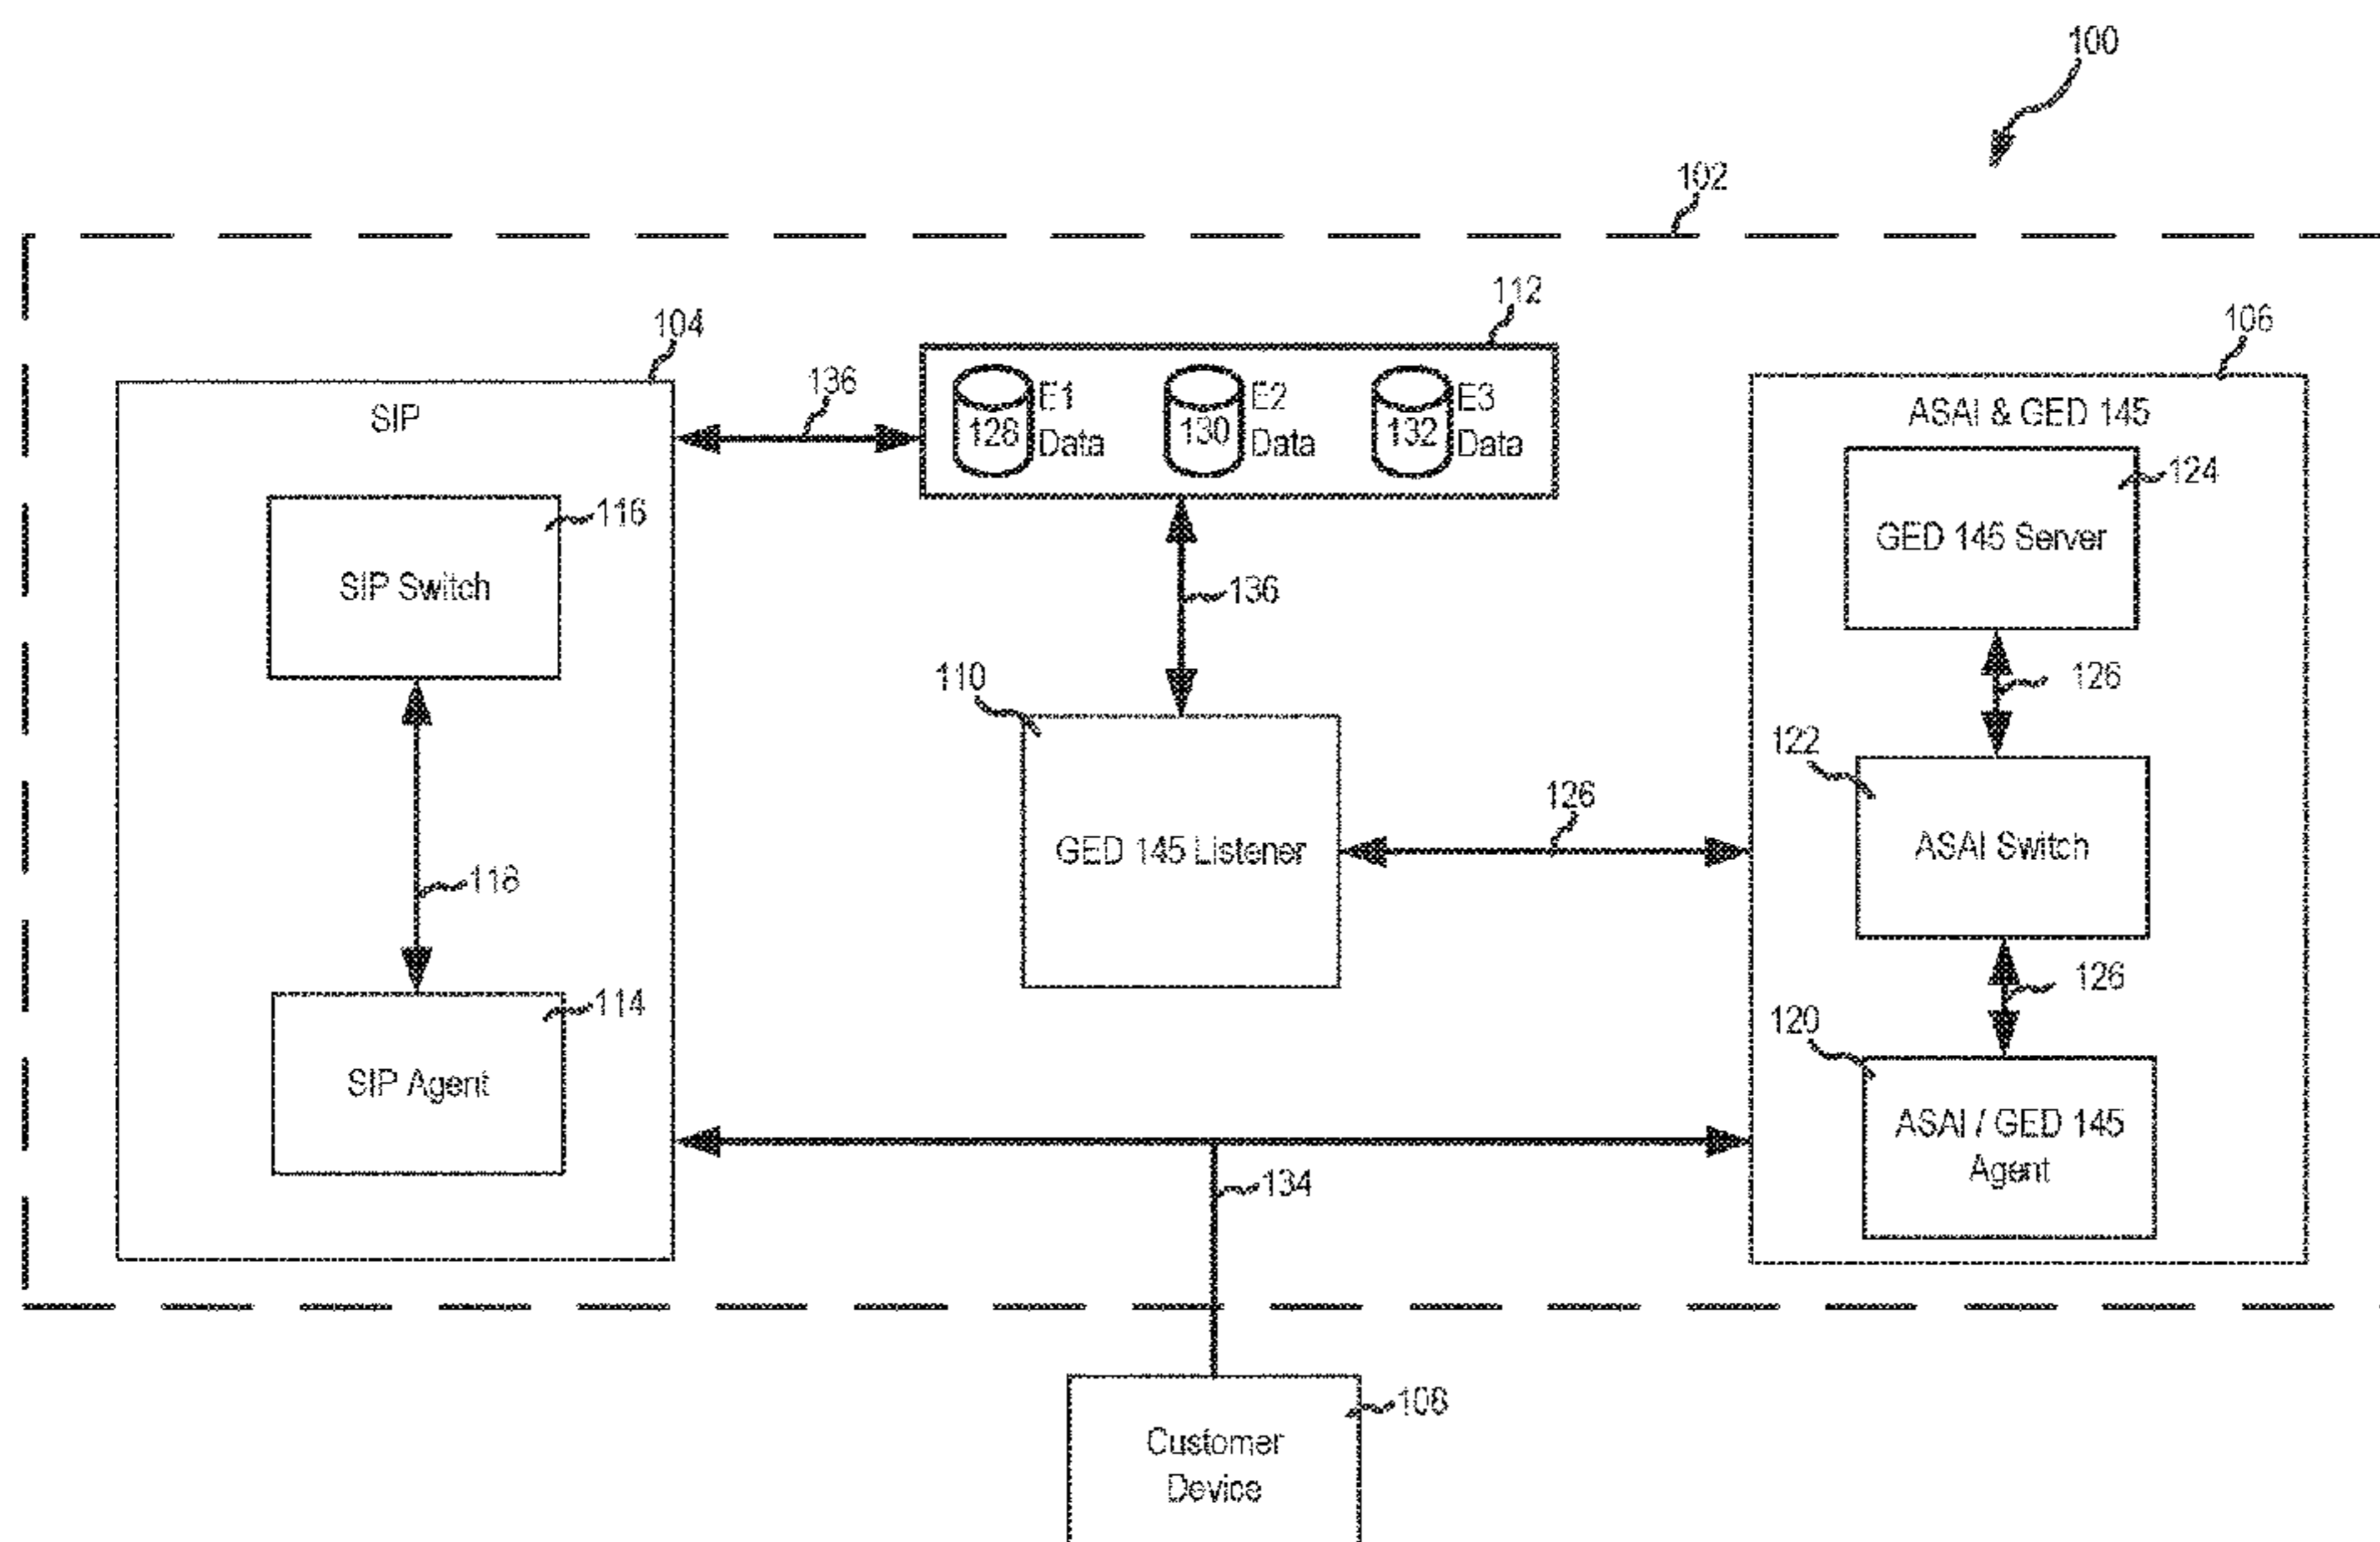 100
102
112
104
106
136
E1
E2
E3
SIP
128
130
132
Data
Data
Data
ASAI & GED 145
124
116
GED 145 Server
SIP Switch
136
110
126
122
126
GED 145 Listener
ASAI Switch
118
126
114
120
SIP Agent
ASAI / GED 145
Agent
134
108
Customer
Device